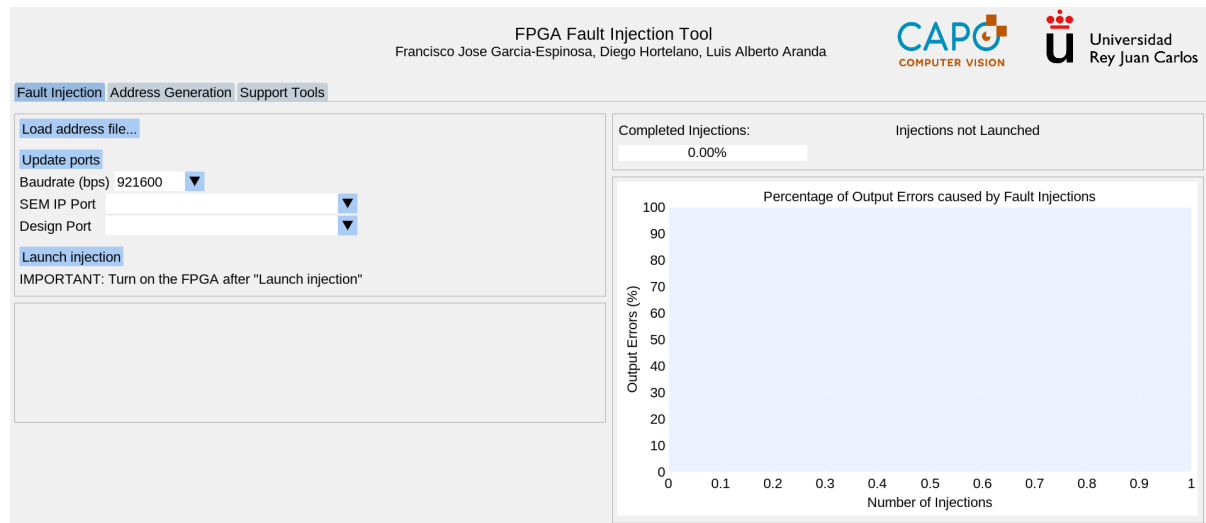 FPGA Fault Injection Tool
Francisco Jose Garcia-Espinosa, Diego Hortelano, Luis Alberto Aranda
CAPO
COMPUTER VISION
Universidad
Rey Juan Carlos
Fault Injection Address Generation Support Tools
Load address file...
Update ports
Baudrate (bps) 921600
SEM IP Port
Design Port
Launch injection
IMPORTANT: Turn on the FPGA after "Launch injection"
Completed Injections:
Injections not Launched
0.00%
Percentage of Output Errors caused by Fault Injections
Output Errors (%)
100
90
80
70
60
50
40
30
20
10
0
0 0.1 0.2 0.3 0.4 0.5 0.6 0.7 0.8 0.9 1
Number of Injections